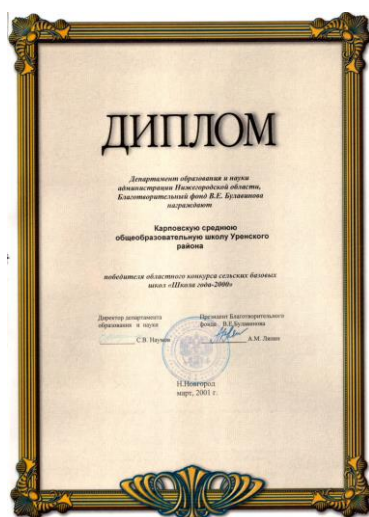 ДИПЛОМ
Департамент образования и науки
администрации Нижегородской области,
Благотворительный фонд В.Е. Булавинова
награждают
Карповскую среднюю
общеобразовательную школу Уренского
района
победителя областного конкурса сельских базовых
школ «Школа года-2000»
Директор департамента
образования и науки
С.В. Наумов
Президент Благотворительного
фонда В.Е.Булавинова
А.М.
Н.Новгород
март, 2001 г.